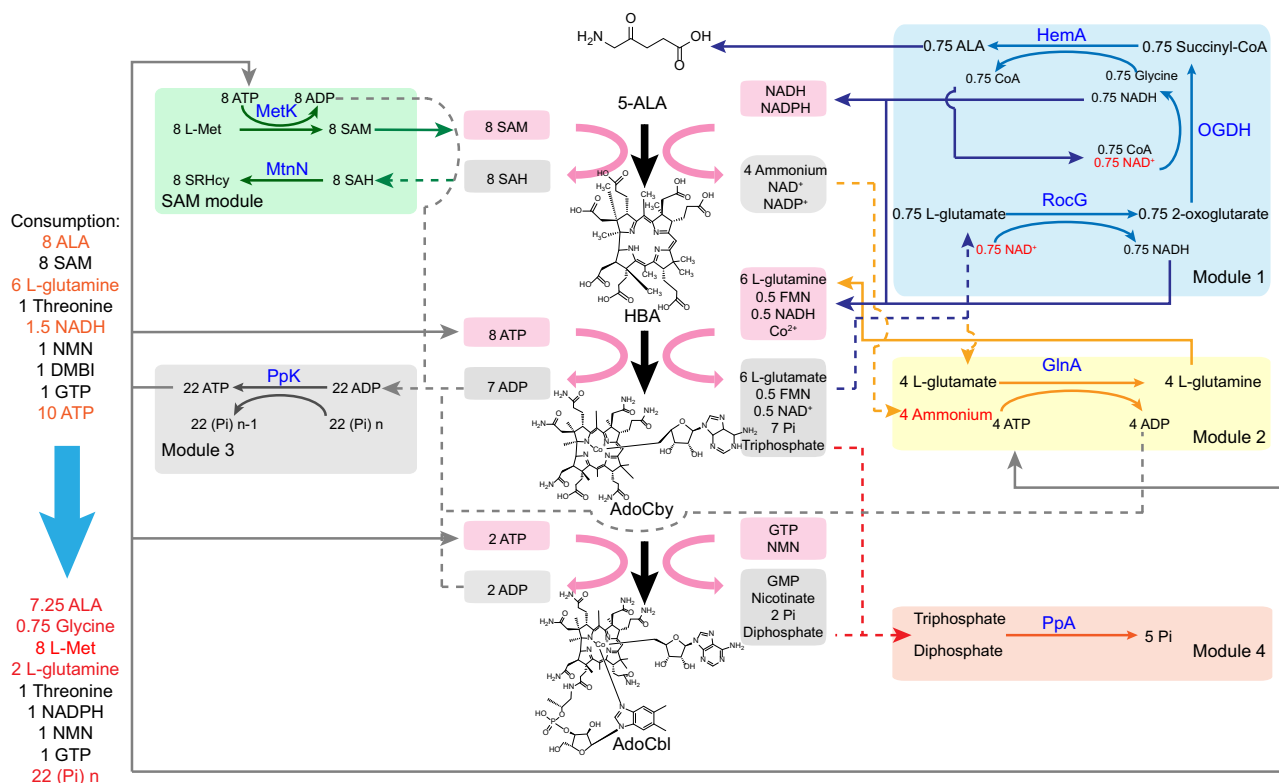 Consumption:
8 ALA
8 SAM
6 L-glutamine
1 Threonine
1.5 NADH
1 NMN
1 DMBI
1 GTP
10 ATP
7.25 ALA
0.75 Glycine
8 L-Met
2 L-glutamine
1 Threonine
1 NADPH
1 NMN
1 GTP
22 (Pi) n
8 ATP
8 ADP
MetK
8 L-Met
8 SAM
MtnN
8 SRHcy
8 SAH
SAM module
PpK
22 ATP
22 ADP
22 (Pi) n-1
22 (Pi) n
Module 3
H₂N
O
O
OH
5-ALA
8 SAM
8 SAH
NADH
NADPH
4 Ammonium
NAD⁺
NADP⁺
HBA
8 ATP
7 ADP
6 L-glutamine
0.5 FMN
0.5 NADH
Co²⁺
6 L-glutamate
0.5 FMN
0.5 NAD⁺
7 Pi
Triphosphate
AdoCby
2 ATP
2 ADP
GTP
NMN
GMP
Nicotinate
2 Pi
Diphosphate
AdoCbl
HemA
0.75 ALA
0.75 Succinyl-CoA
0.75 CoA
0.75 Glycine
0.75 NADH
OGDH
0.75 CoA
0.75 NAD⁺
RocG
0.75 L-glutamate
0.75 2-oxoglutarate
0.75 NAD⁺
0.75 NADH
Module 1
GlnA
4 L-glutamate
4 L-glutamine
4 Ammonium
4 ATP
4 ADP
Module 2
Triphosphate
PpA
5 Pi
Diphosphate
Module 4